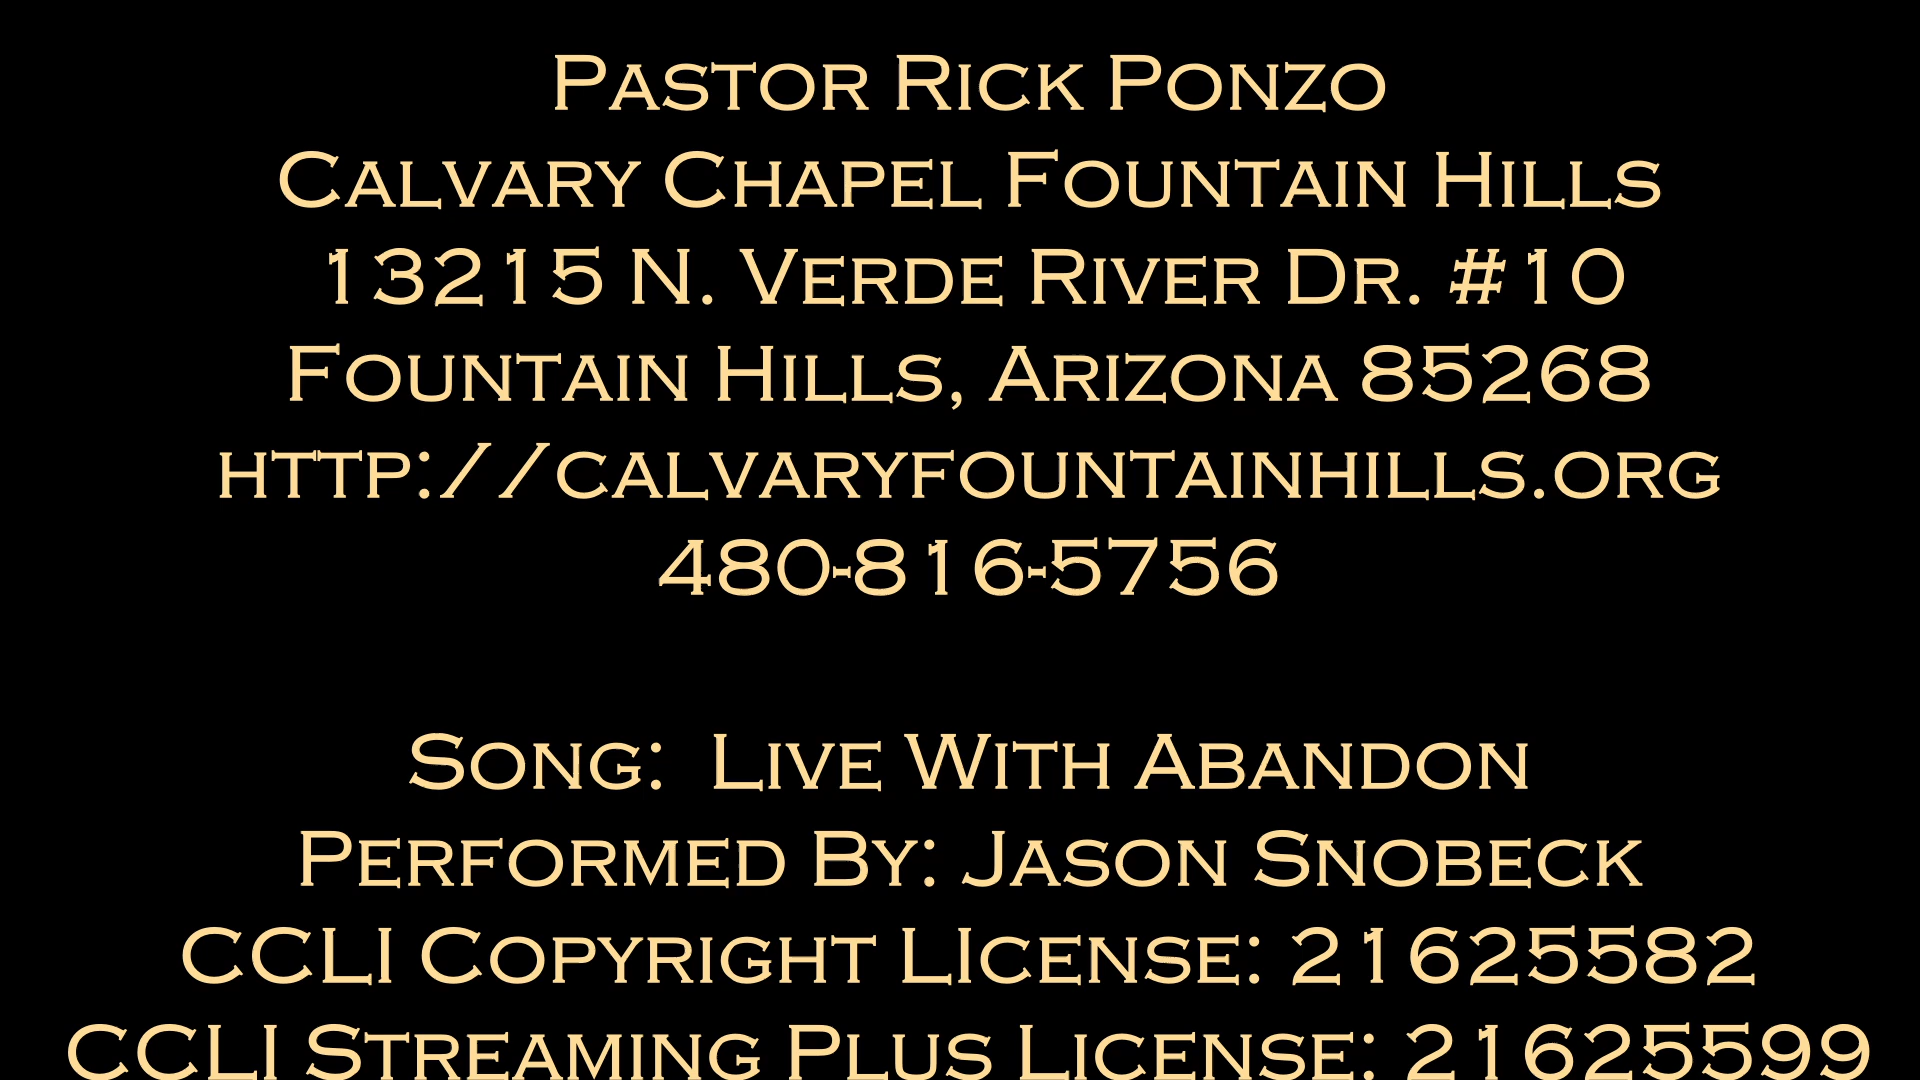 Pastor Rick Ponzo
Calvary Chapel Fountain Hills
13215 N. Verde River Dr. #10
Fountain Hills, Arizona 85268
http://calvaryfountainhills.org
480-816-5756
Song:  Live With Abandon
Performed By: Jason Snobeck
CCLI Copyright LIcense: 21625582
CCLI Streaming Plus License: 21625599